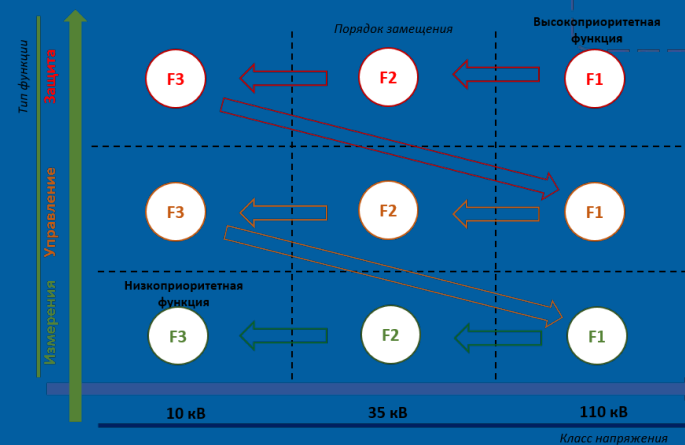 Порядок замещения
Высокоприоритетная
функция
Тип функции
Защита
F3
F2
F1
Управление
F3
F2
F1
Низкоприоритетная
функция
Измерения
F3
F2
F1
10 кВ
35 кВ
110 кВ
Класс напряжения